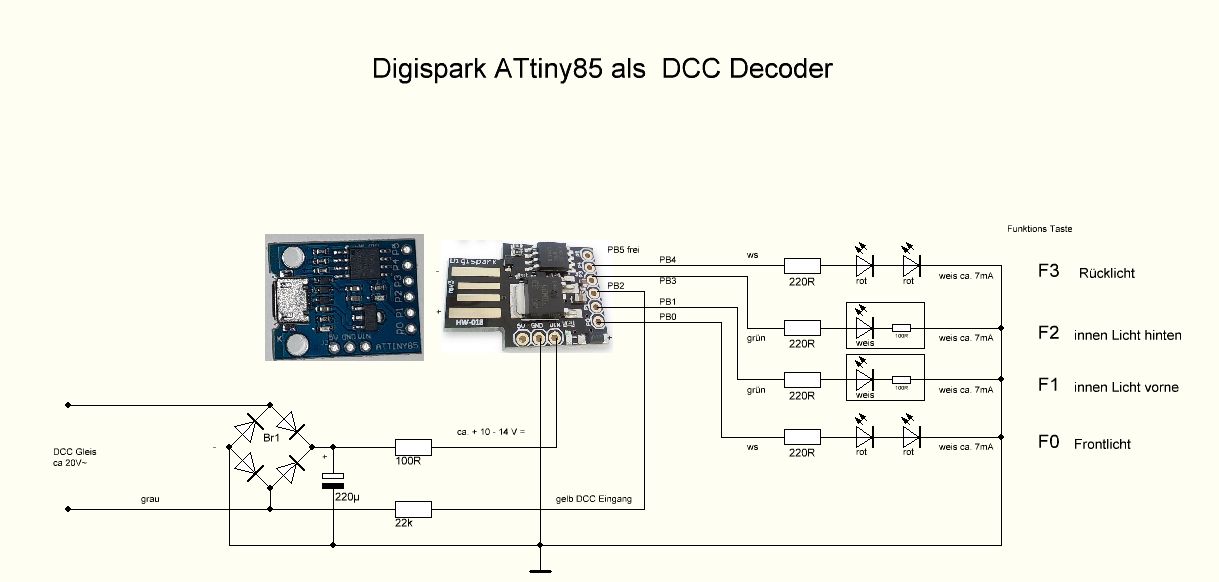 Digispark ATtiny85 als DCC Decoder
Funktions Taste
PB5 frei
PB4
ws
220R
rot
rot
weis ca. 7mA
F3 Rücklicht
PB3
PB2
grün
220R
weis
100R
weis ca. 7mA
F2 innen Licht hinten
PB1
PB0
grün
220R
weis
100R
weis ca. 7mA
F1 innen Licht vorne
ws
220R
rot
rot
weis ca. 7mA
F0 Frontlicht
P5
P4
P3
P2
P1
P0
5V GND VIN
ATTINY85
Digispark
rev3
HW-018
5V GND VIN
-
+
+
DCC Gleis
ca 20V~
-
Br1
+
ca. + 10 - 14 V =
100R
220µ
grau
22k
gelb DCC Eingang